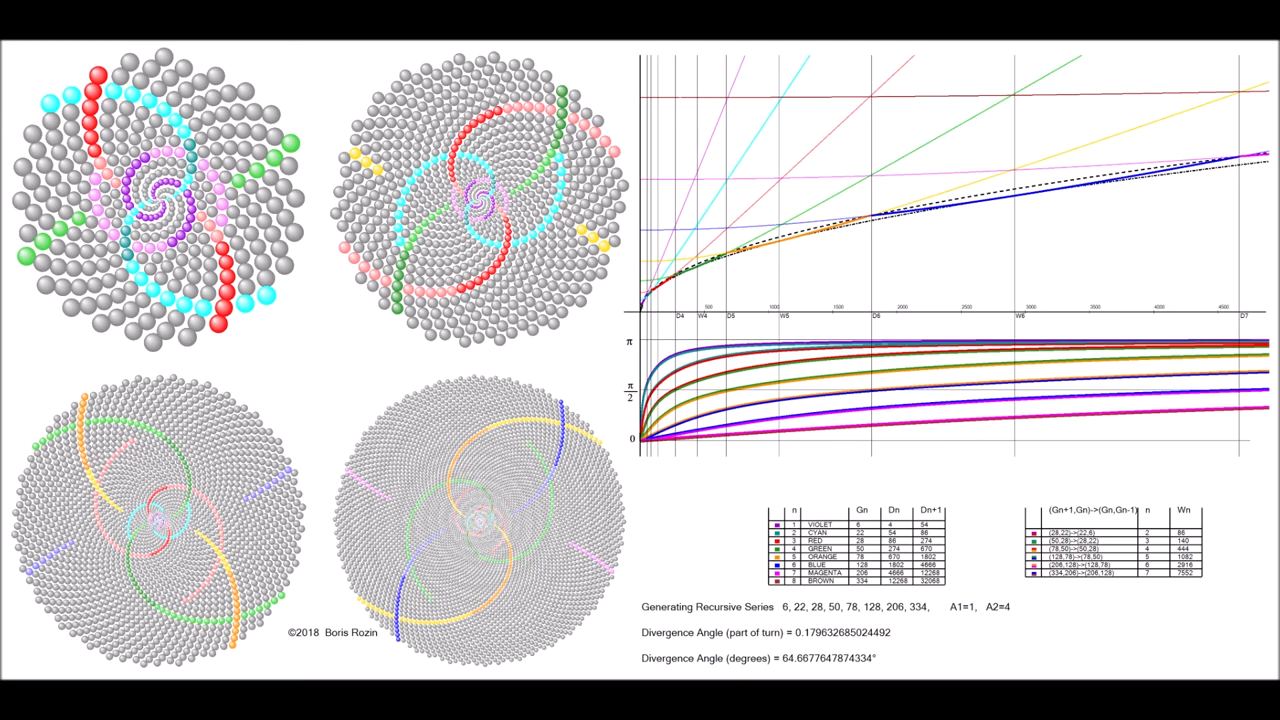 500 1000 1500 2000 2500 3000 3500 4000 4500
D4 W4 D5 W5 D6 W6 D7
π
π
2
0
n Gn Dn Dn+1
1 VIOLET 6 4 54
2 CYAN 22 54 86
3 RED 28 86 274
4 GREEN 50 274 670
5 ORANGE 78 670 1802
6 BLUE 128 1802 4666
7 MAGENTA 206 4666 12268
8 BROWN 334 12268 32068
(Gn+1,Gn)->(Gn,Gn-1) n Wn
(28,22)->(22,6) 2 86
(50,28)->(28,22) 3 140
(78,50)->(50,28) 4 444
(128,78)->(78,50) 5 1082
(206,128)->(128,78) 6 2916
(334,206)->(206,128) 7 7552
Generating Recursive Series 6, 22, 28, 50, 78, 128, 206, 334, A1=1, A2=4
©2018 Boris Rozin
Divergence Angle (part of turn) = 0.179632685024492
Divergence Angle (degrees) = 64.6677647874334°